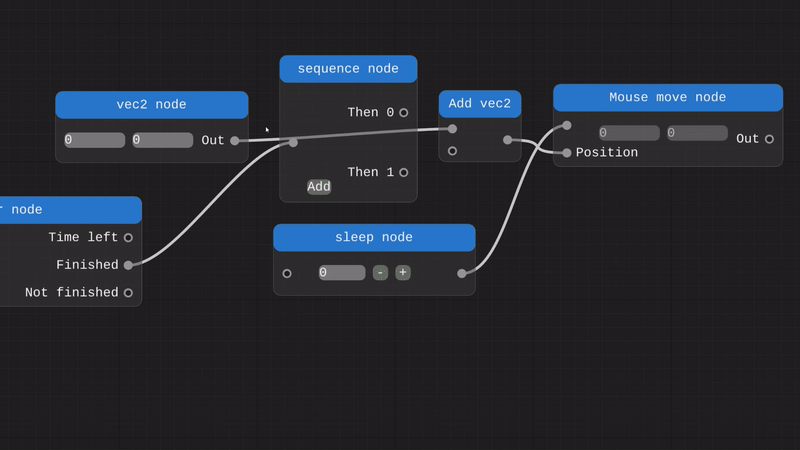 sequence node
Then 0
Then 1
Add
vec2 node
0 0 Out
Add vec2
Mouse move node
0 0 Out
Position
node
Time left
Finished
Not finished
sleep node
0 - +